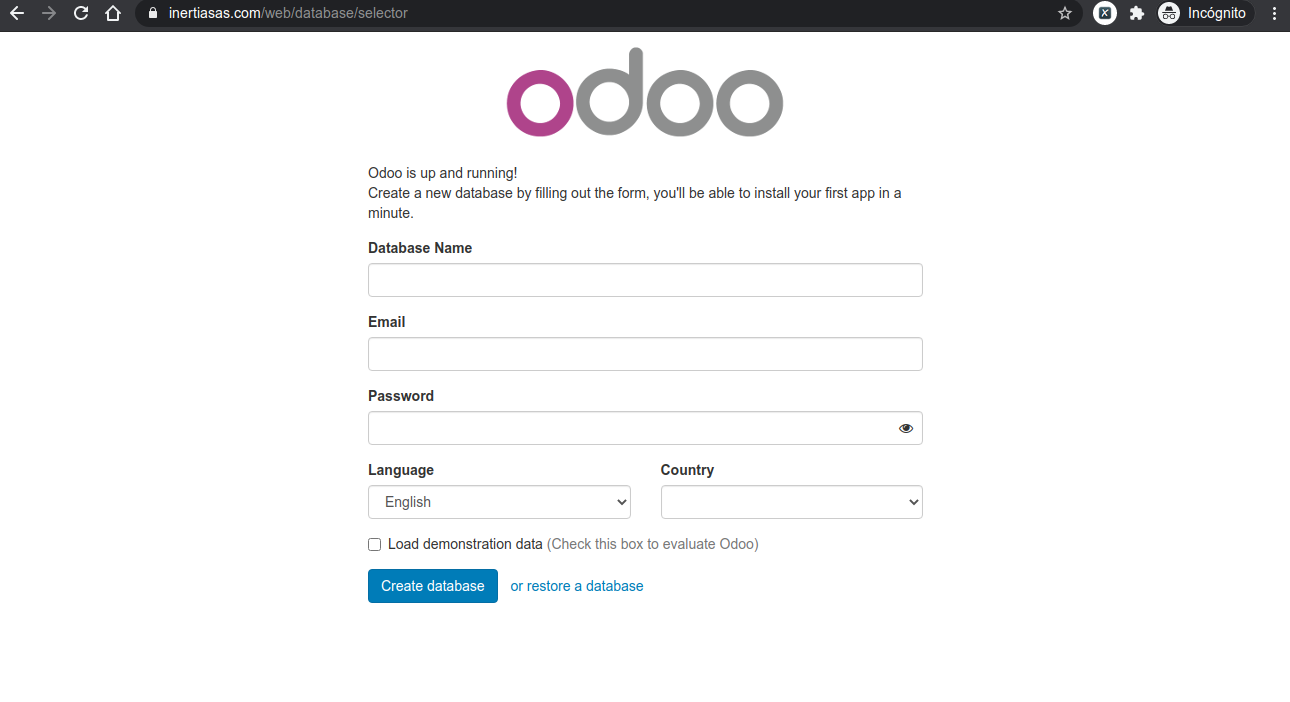 inertiasas.com/web/database/selector
Incógnito
odoo
Odoo is up and running!
Create a new database by filling out the form, you'll be able to install your first app in a
minute.
Database Name
Email
Password
Language Country
English
Load demonstration data (Check this box to evaluate Odoo)
Create database or restore a database